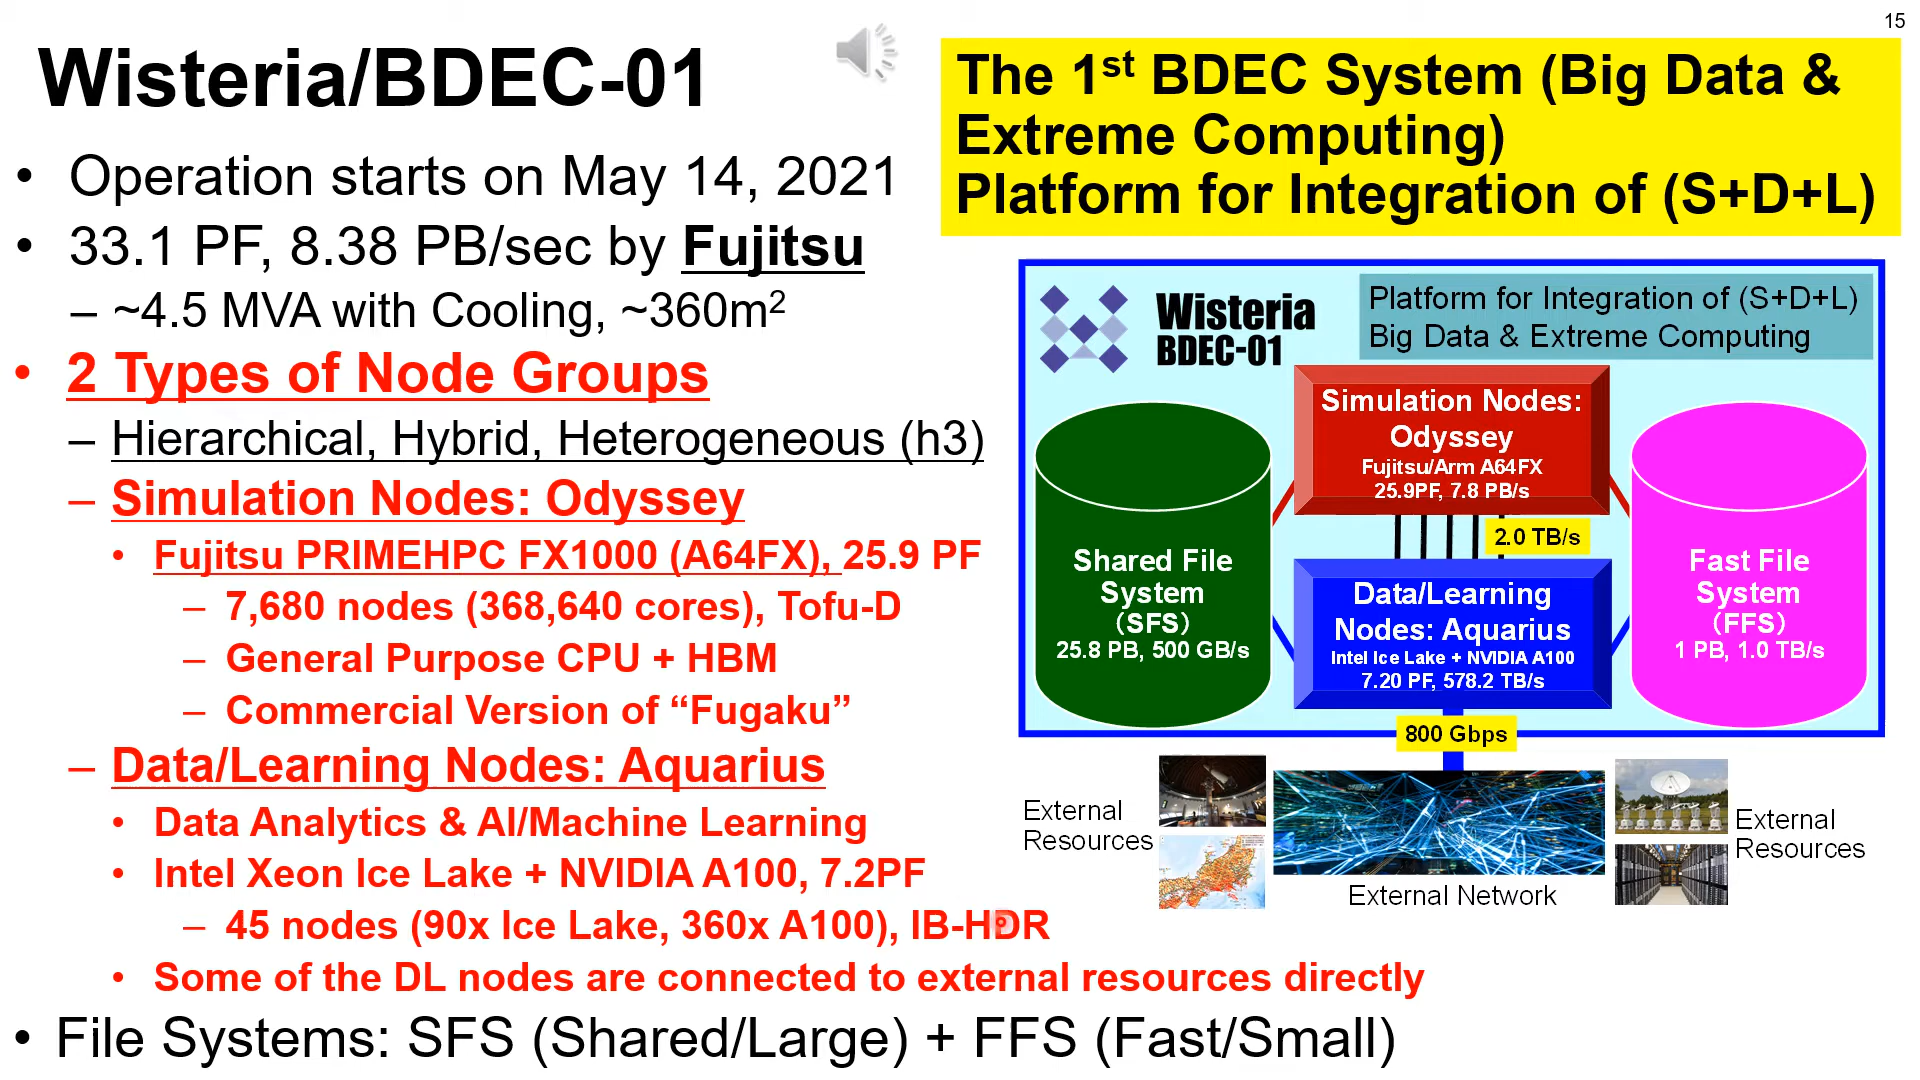 15
Wisteria/BDEC-01
The 1st BDEC System (Big Data &
Extreme Computing)
Platform for Integration of (S+D+L)
• Operation starts on May 14, 2021
• 33.1 PF, 8.38 PB/sec by Fujitsu
– ~4.5 MVA with Cooling, ~360m2
• 2 Types of Node Groups
– Hierarchical, Hybrid, Heterogeneous (h3)
– Simulation Nodes: Odyssey
• Fujitsu PRIMEHPC FX1000 (A64FX), 25.9 PF
– 7,680 nodes (368,640 cores), Tofu-D
– General Purpose CPU + HBM
– Commercial Version of “Fugaku”
– Data/Learning Nodes: Aquarius
• Data Analytics & AI/Machine Learning
• Intel Xeon Ice Lake + NVIDIA A100, 7.2PF
– 45 nodes (90x Ice Lake, 360x A100), IB-HDR
• Some of the DL nodes are connected to external resources directly
• File Systems: SFS (Shared/Large) + FFS (Fast/Small)
Wisteria
BDEC-01
Platform for Integration of (S+D+L)
Big Data & Extreme Computing
Simulation Nodes:
Odyssey
Fujitsu/Arm A64FX
25.9PF, 7.8 PB/s
2.0 TB/s
Shared File
System
(SFS)
25.8 PB, 500 GB/s
Data/Learning
Nodes: Aquarius
Intel Ice Lake + NVIDIA A100
7.20 PF, 578.2 TB/s
Fast File
System
(FFS)
1 PB, 1.0 TB/s
800 Gbps
External
Resources
External Network
External
Resources